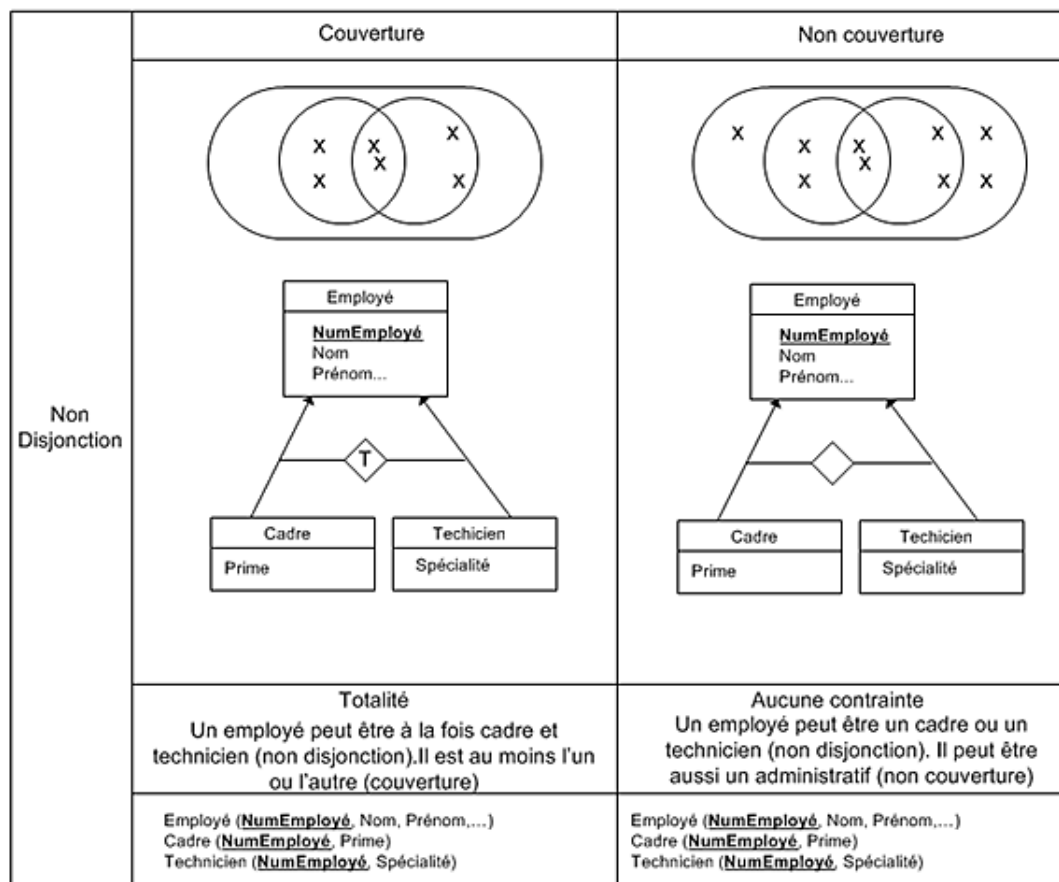 Couverture
Non couverture
Non
Disjonction
X X X X X X
X X X X X X X X X
Employé
NumEmployé
Nom
Prénom...
T
Cadre
Prime
Techicien
Spécialité
Employé
NumEmployé
Nom
Prénom...
Cadre
Prime
Techicien
Spécialité
Totalité
Un employé peut être à la fois cadre et
technicien (non disjonction).Il est au moins l'un
ou l'autre (couverture)
Aucune contrainte
Un employé peut être un cadre ou un
technicien (non disjonction). Il peut être
aussi un administratif (non couverture)
Employé (NumEmployé, Nom, Prénom,...)
Cadre (NumEmployé, Prime)
Technicien (NumEmployé, Spécialité)
Employé (NumEmployé, Nom, Prénom,...)
Cadre (NumEmployé, Prime)
Technicien (NumEmployé, Spécialité)